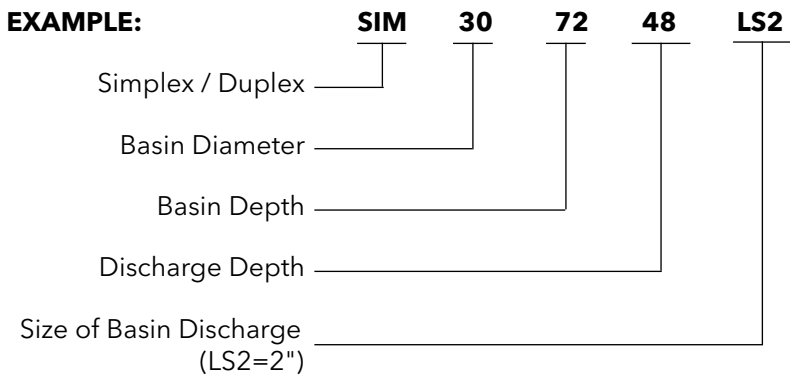 EXAMPLE: SIM 30 72 48 LS2
Simplex / Duplex
Basin Diameter
Basin Depth
Discharge Depth
Size of Basin Discharge
(LS2=2")